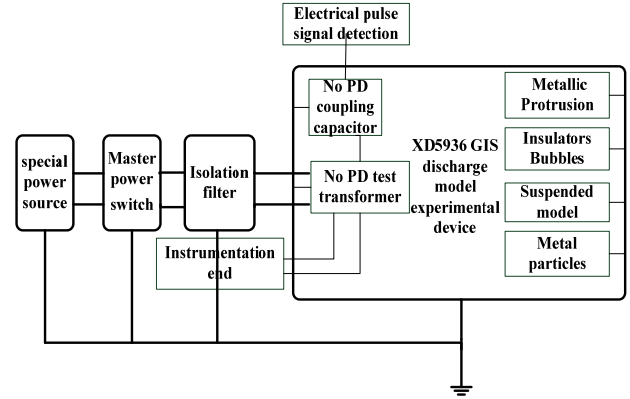 Electrical pulse
signal detection
No PD
coupling
capacitor
Metallic
Protrusion
Insulators
Bubbles
Suspended
model
Metal
particles
XD5936 GIS
discharge
model
experimental
device
special
power
source
Master
power
switch
Isolation
filter
No PD test
transformer
Instrumentation
end